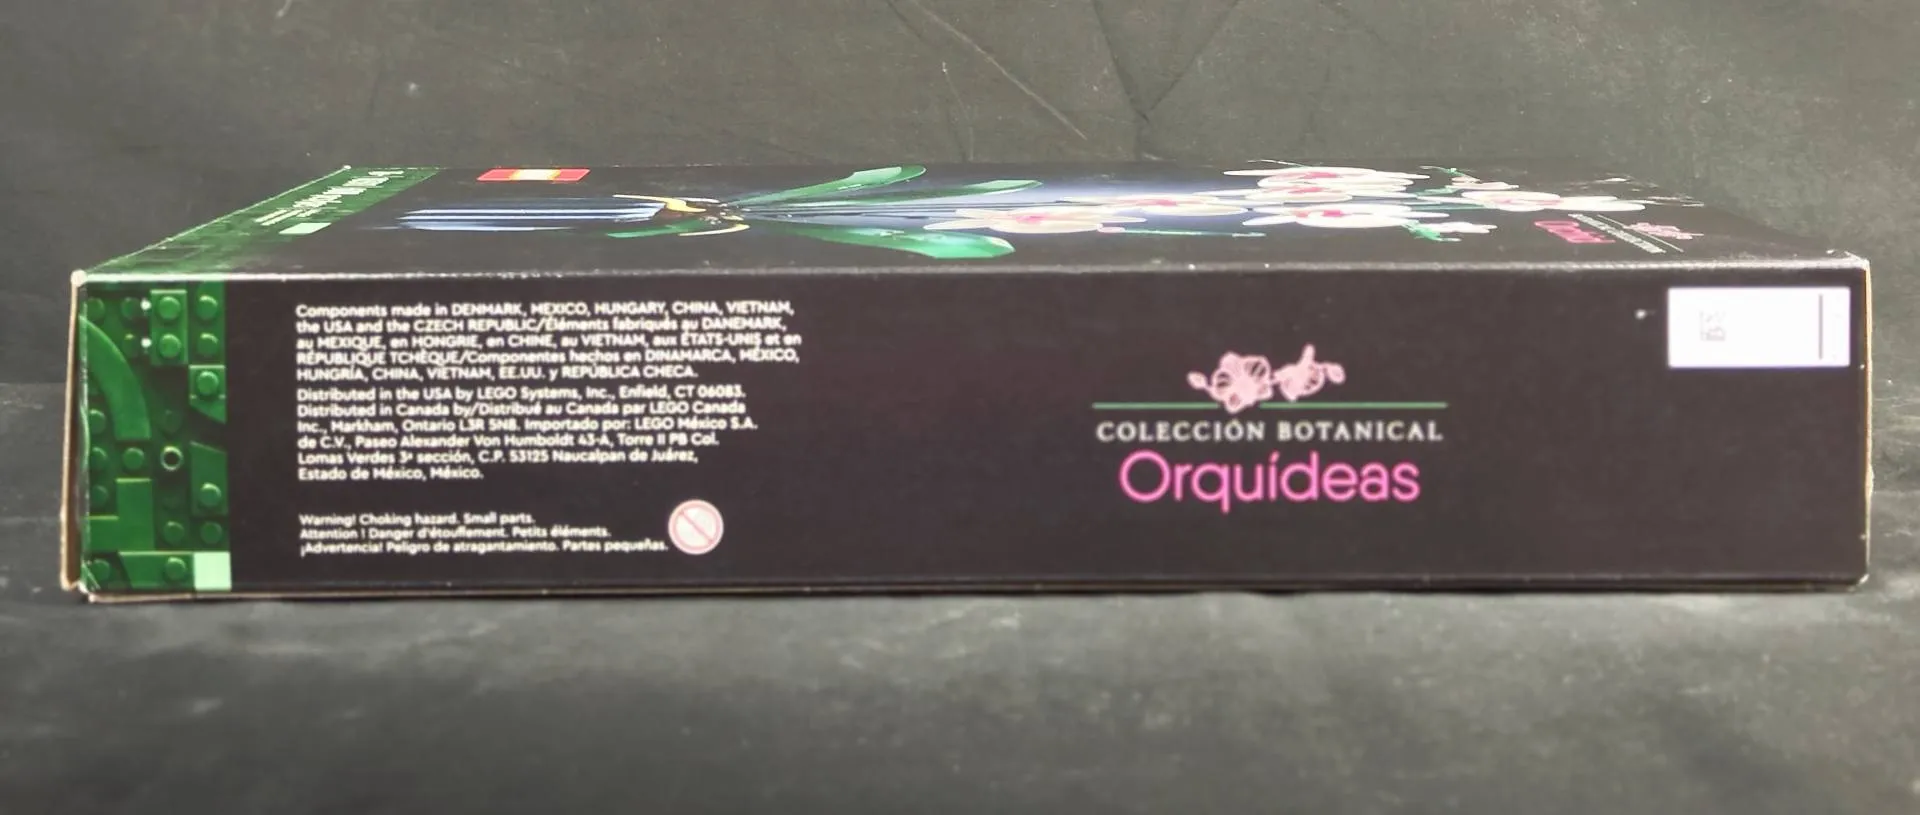 Orchid
Components made in DENMARK, MEXICO, HUNGARY, CHINA, VIETNAM,
the USA and the CZECH REPUBLIC/Éléments fabriqués au DANEMARK,
au MEXIQUE, en HONGRIE, en CHINE, au VIETNAM, aux ÉTATS-UNIS et en
RÉPUBLIQUE TCHÈQUE/Componentes hechos en DINAMARCA, MÉXICO,
HUNGRÍA, CHINA, VIETNAM, EE.UU. y REPÚBLICA CHECA.
Distributed in the USA by LEGO Systems, Inc., Enfield, CT 06083.
Distributed in Canada by/Distribué au Canada par LEGO Canada
Inc., Markham, Ontario L3R 5N8. Importado por: LEGO México S.A.
de C.V., Paseo Alexander Von Humboldt 43-A, Torre II PB Col.
Lomas Verdes 3ª sección, C.P. 53125 Naucalpan de Juárez,
Estado de México, México.
Warning! Choking hazard. Small parts.
Attention ! Danger d'étouffement. Petits éléments.
¡Advertencia! Peligro de atragantamiento. Partes pequeñas.
COLECCIÓN BOTANICAL
Orquídeas